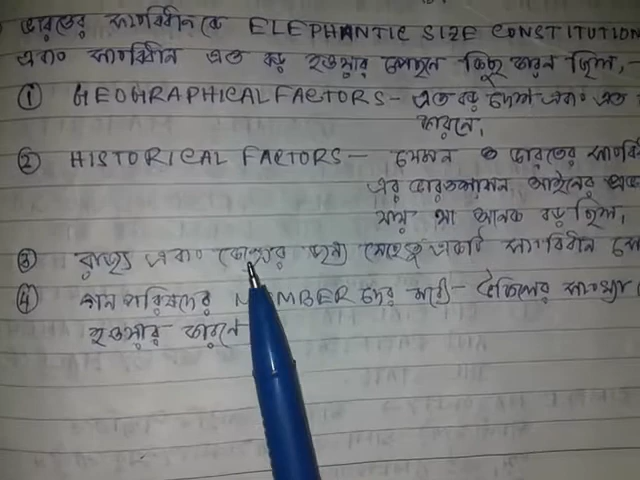 ভারতের সংবিধানকে ELEPHANTIC SIZE CONSTITUTION
এবং সংবিধান এত বড় হওয়ার পেছনে কিছু কারন ছিল,-
① GEOGRAPHICAL FACTORS- এত বড় দেশ এবং এত
কারনে,
② HISTORICAL FACTORS- যেমন ভারতের
এর ভারতশাসন আইনের
যায় যা অনেক বড় ছিল,
③ রাজ্য এবং কেন্দ্রের জন্য যেহেতু একটি সংবিধান
④ গনপরিষদের MEMBER দের মধ্যে- উকিলের সংখ্যা
হওয়ার কারনে